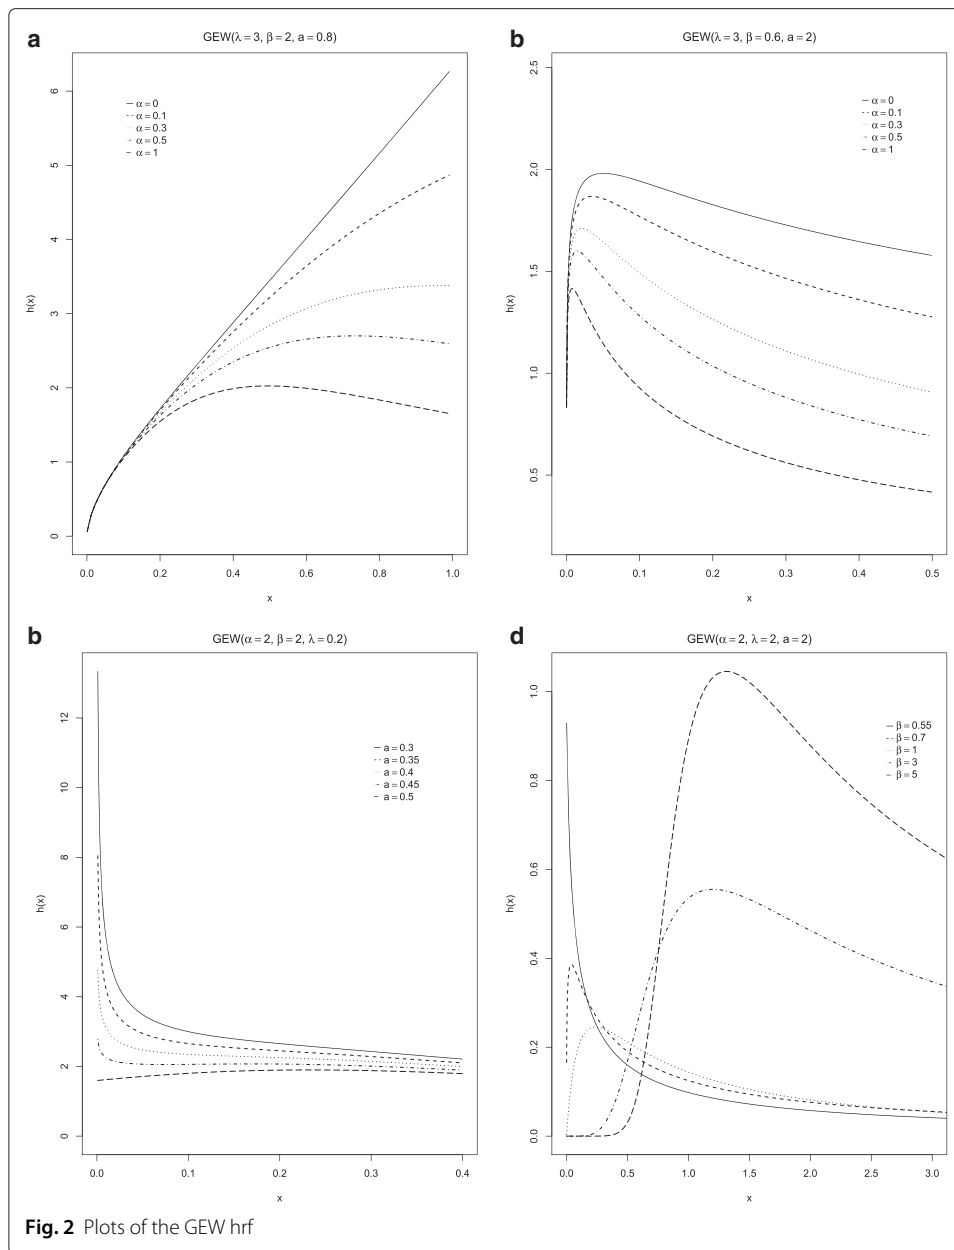 a
GEW(λ = 3, β = 2, a = 0.8)
α = 0
α = 0.1
α = 0.3
α = 0.5
α = 1
h(x)
0 1 2 3 4 5 6
0.0 0.2 0.4 0.6 0.8 1.0
x
b
GEW(λ = 3, β = 0.6, a = 2)
α = 0
α = 0.1
α = 0.3
α = 0.5
α = 1
h(x)
0.5 1.0 1.5 2.0 2.5
0.0 0.1 0.2 0.3 0.4 0.5
x
b
GEW(α = 2, β = 2, λ = 0.2)
a = 0.3
a = 0.35
a = 0.4
a = 0.45
a = 0.5
h(x)
0 2 4 6 8 10 12
0.0 0.1 0.2 0.3 0.4
x
d
GEW(α = 2, λ = 2, a = 2)
β = 0.55
β = 0.7
β = 1
β = 3
β = 5
h(x)
0.0 0.2 0.4 0.6 0.8 1.0
0.0 0.5 1.0 1.5 2.0 2.5 3.0
x
Fig. 2 Plots of the GEW hrf